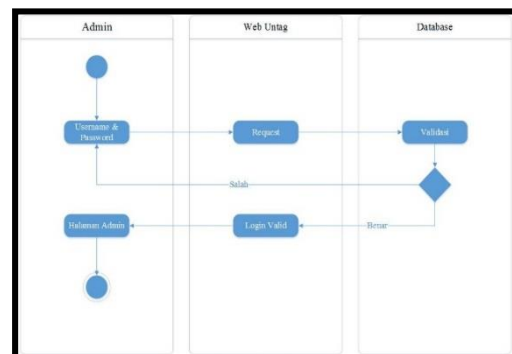 Admin
Web Untag
Database
Username &
Password
Request
Validasi
Salah
Halaman Admin
Login Valid
Benar